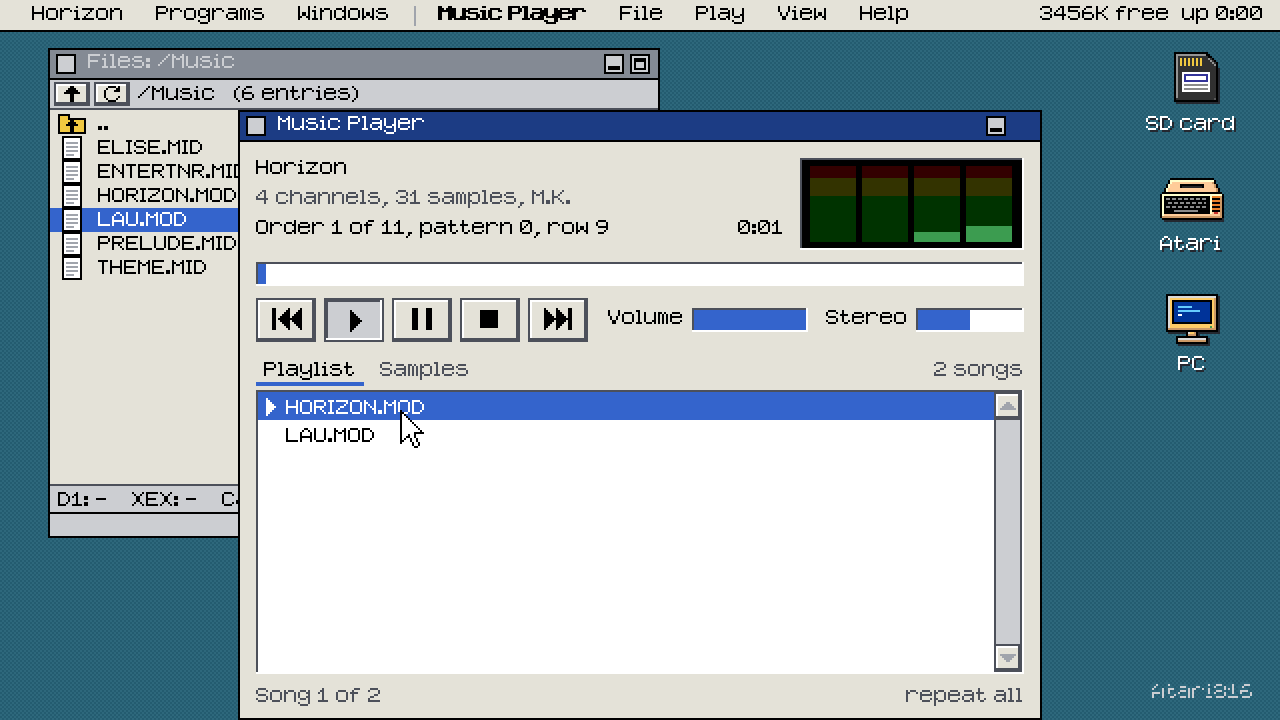 Horizon Programs Windows | Music Player File Play View Help 3456K free up 0:00
Files: /Music
/Music (6 entries)
..
ELISE.MID
ENTERTNR.MID
HORIZON.MOD
LAU.MOD
PRELUDE.MID
THEME.MID
D1: - XEX: -
Music Player
Horizon
4 channels, 31 samples, M.K.
Order 1 of 11, pattern 0, row 9 0:01
Volume Stereo
Playlist Samples 2 songs
HORIZON.MOD
LAU.MOD
Song 1 of 2 repeat all
SD card
Atari
PC
Atari816